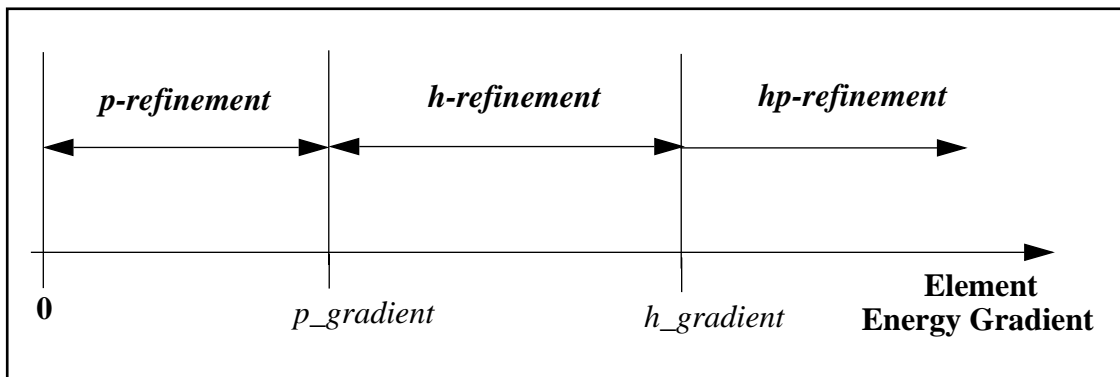 p-refinement
h-refinement
hp-refinement
0
p_gradient
h_gradient
Element
Energy Gradient